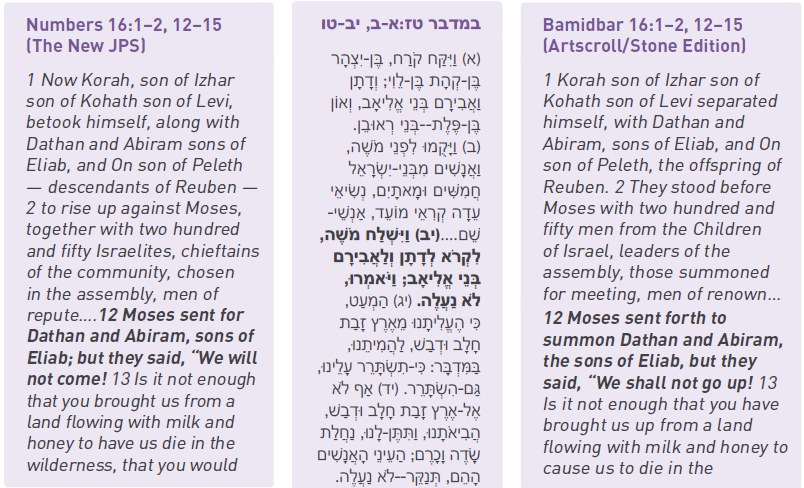 Numbers 16:1–2, 12–15
(The New JPS)
1 Now Korah, son of Izhar
son of Kohath son of Levi,
betook himself, along with
Dathan and Abiram sons of
Eliab, and On son of Peleth
— descendants of Reuben —
2 to rise up against Moses,
together with two hundred
and fifty Israelites, chieftains
of the community, chosen
in the assembly, men of
repute....12 Moses sent for
Dathan and Abiram, sons of
Eliab; but they said, “We will
not come! 13 Is it not enough
that you brought us from a
land flowing with milk and
honey to have us die in the
wilderness, that you would
במדבר טז:א-ב, יב-טו
(א) וַיִּקַּח קֹרַח, בֶּן-יִצְהָר
בֶּן-קְהָת בֶּן-לֵוִי; וְדָתָן
וַאֲבִירָם בְּנֵי אֱלִיאָב, וְאוֹן
בֶּן-פֶּלֶת--בְּנֵי רְאוּבֵן.
(ב) וַיָּקֻמוּ לִפְנֵי מֹשֶׁה,
וַאֲנָשִׁים מִבְּנֵי-יִשְׂרָאֵל
חֲמִשִּׁים וּמָאתָיִם, נְשִׂיאֵי
עֵדָה קְרִאֵי מוֹעֵד, אַנְשֵׁי-
שֵׁם....(יב) וַיִּשְׁלַח מֹשֶׁה,
לִקְרֹא לְדָתָן וְלַאֲבִירָם
בְּנֵי אֱלִיאָב; וַיֹּאמְרוּ,
לֹא נַעֲלֶה. (יג) הַמְעַט,
כִּי הֶעֱלִיתָנוּ מֵאֶרֶץ זָבַת
חָלָב וּדְבַשׁ, לַהֲמִיתֵנוּ,
בַּמִּדְבָּר: כִּי-תִשְׂתָּרֵר עָלֵינוּ,
גַּם-הִשְׂתָּרֵר. (יד) אַף לֹא
אֶל-אֶרֶץ זָבַת חָלָב וּדְבַשׁ,
הֲבִיאֹתָנוּ, וַתִּתֶּן-לָנוּ, נַחֲלַת
שָׂדֶה וָכָרֶם; הַעֵינֵי הָאֲנָשִׁים
הָהֵם, תְּנַקֵּר--לֹא נַעֲלֶה.
Bamidbar 16:1–2, 12–15
(Artscroll/Stone Edition)
1 Korah son of Izhar son of
Kohath son of Levi separated
himself, with Dathan and
Abiram, sons of Eliab, and On
son of Peleth, the offspring of
Reuben. 2 They stood before
Moses with two hundred and
fifty men from the Children
of Israel, leaders of the
assembly, those summoned
for meeting, men of renown...
12 Moses sent forth to
summon Dathan and Abiram,
the sons of Eliab, but they
said, “We shall not go up! 13
Is it not enough that you have
brought us up from a land
flowing with milk and honey to
cause us to die in the